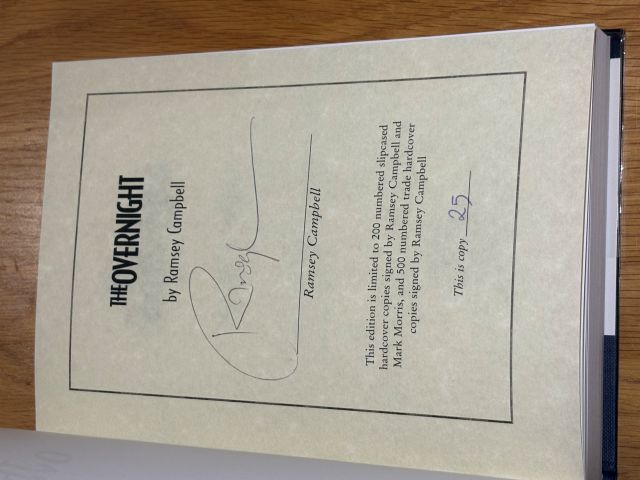 THE OVERNIGHT
by Ramsey Campbell
Ramsey Campbell
This edition is limited to 200 numbered slipcased
hardcover copies signed by Ramsey Campbell and
Mark Morris, and 500 numbered trade hardcover
copies signed by Ramsey Campbell
This is copy 25